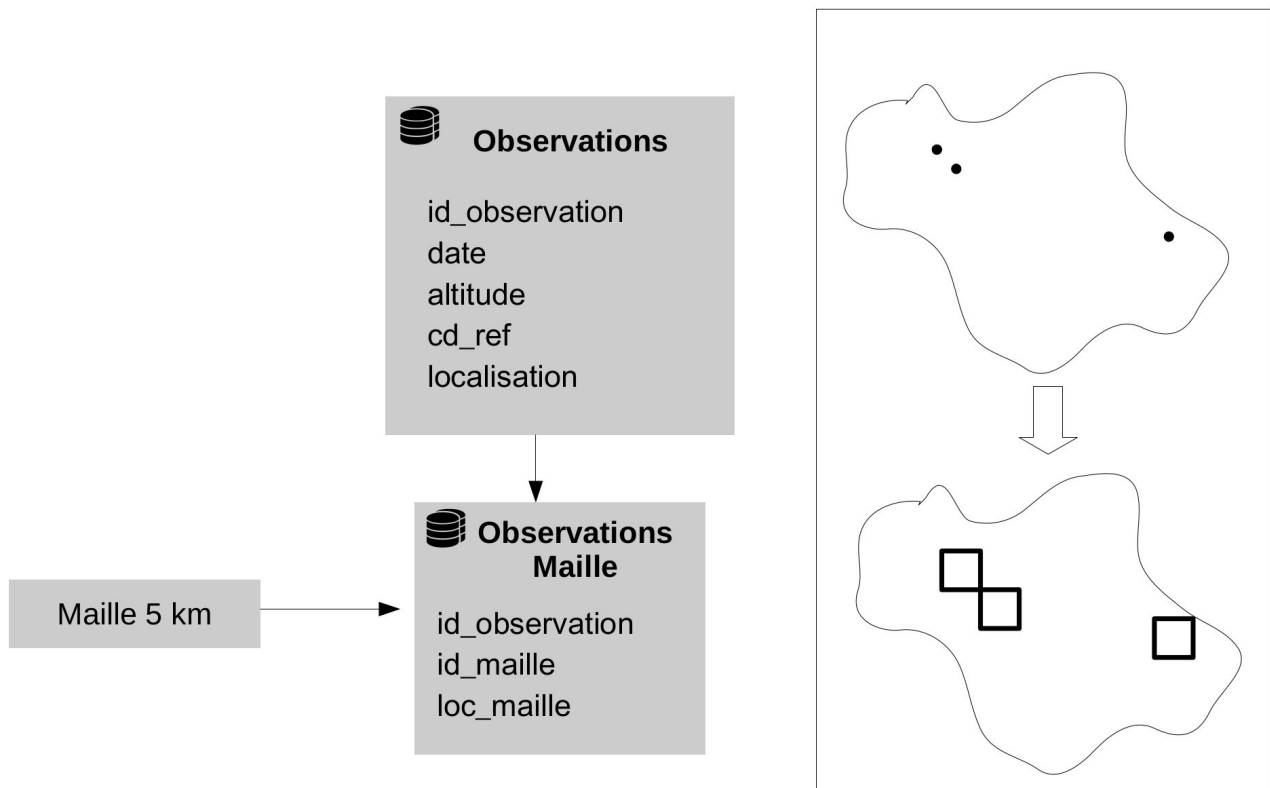 Observations
id_observation
date
altitude
cd_ref
localisation
Observations
Maille
Maille 5 km
id_observation
id_maille
loc_maille